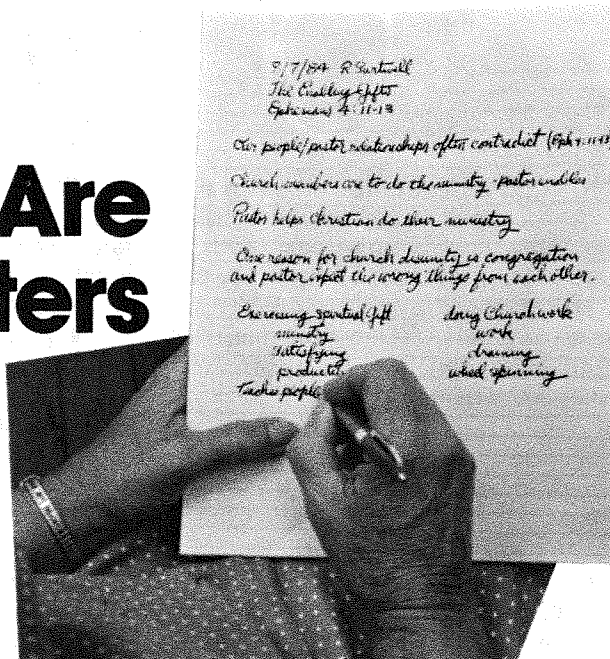 Are
ters
9/7/84 R
The Enabling Gifts
Ephesians 4:11-13
Our people/pastor relationships often contradict (Eph 4:11-13
Church members are to do the ministry - pastor enables
Pastor helps Christian do their ministry
One reason for church disunity is congregation
and pastor expect the wrong things from each other.
Exercising spiritual gift doing Church work
ministry work
satisfying draining
productive wheel spinning
Teaches people